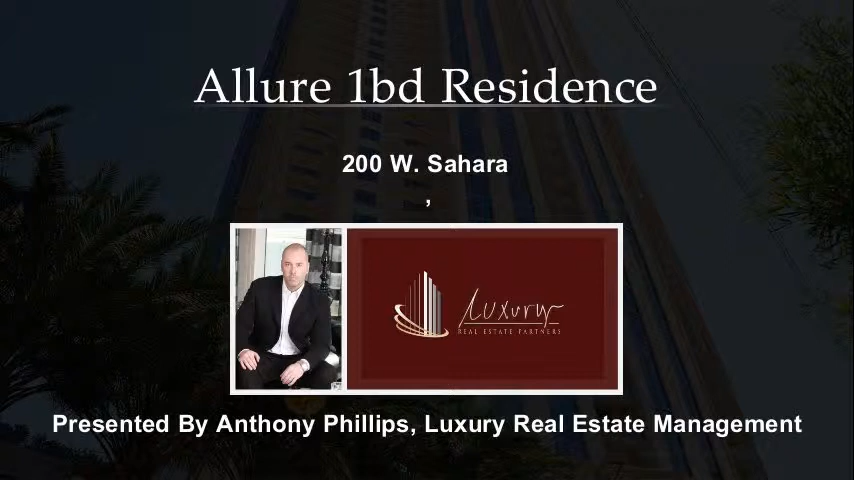 Allure 1bd Residence
200 W. Sahara
,
Luxury
REAL ESTATE PARTNERS
Presented By Anthony Phillips, Luxury Real Estate Management